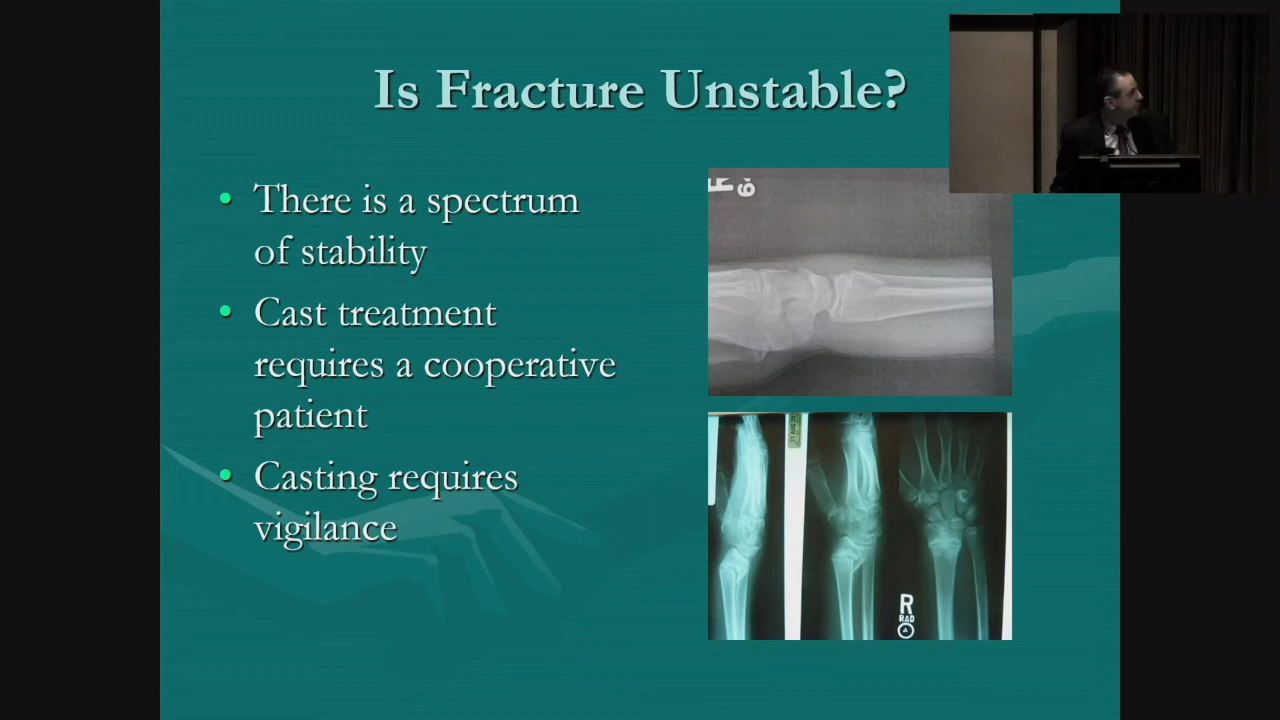 Is Fracture Unstable?
• There is a spectrum
of stability
• Cast treatment
requires a cooperative
patient
• Casting requires
vigilance
R
RAD